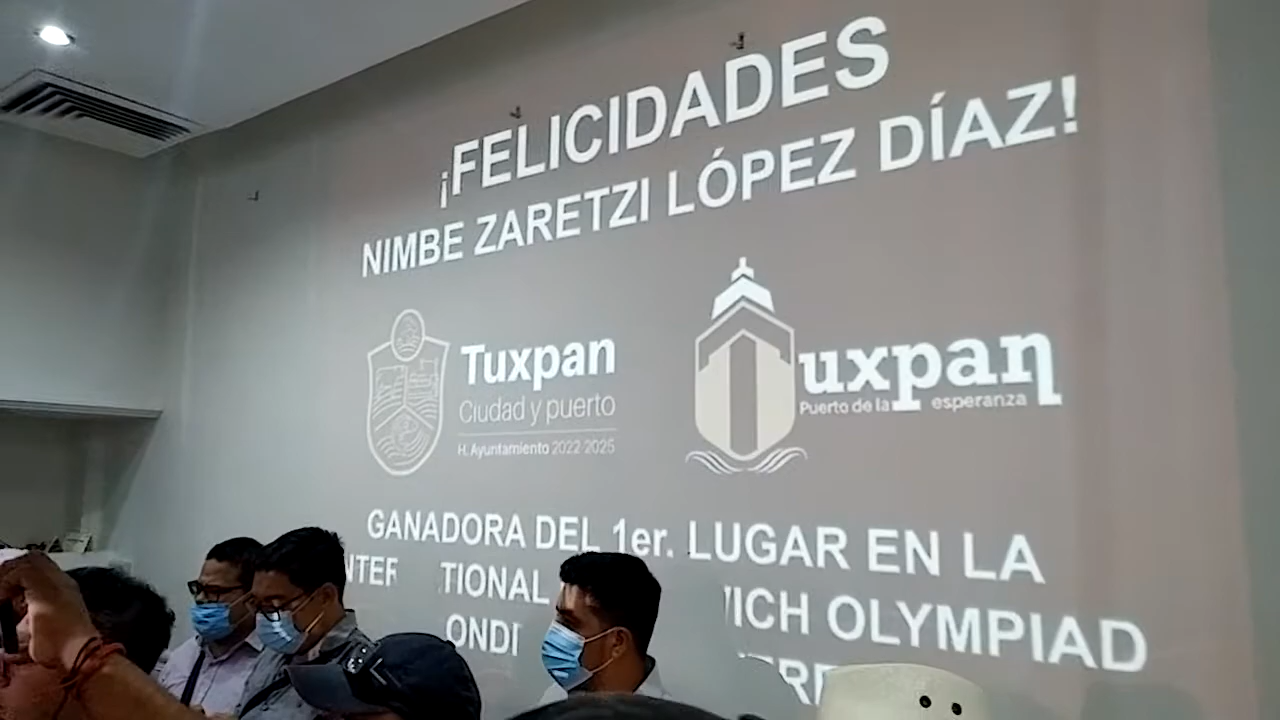 ¡FELICIDADES
NIMBE ZARETZI LÓPEZ DÍAZ!
Tuxpan
Ciudad y puerto
H. Ayuntamiento 2022-2025
Tuxpan
Puerto de la esperanza
GANADORA DEL 1er. LUGAR EN LA
OLYMPIAD